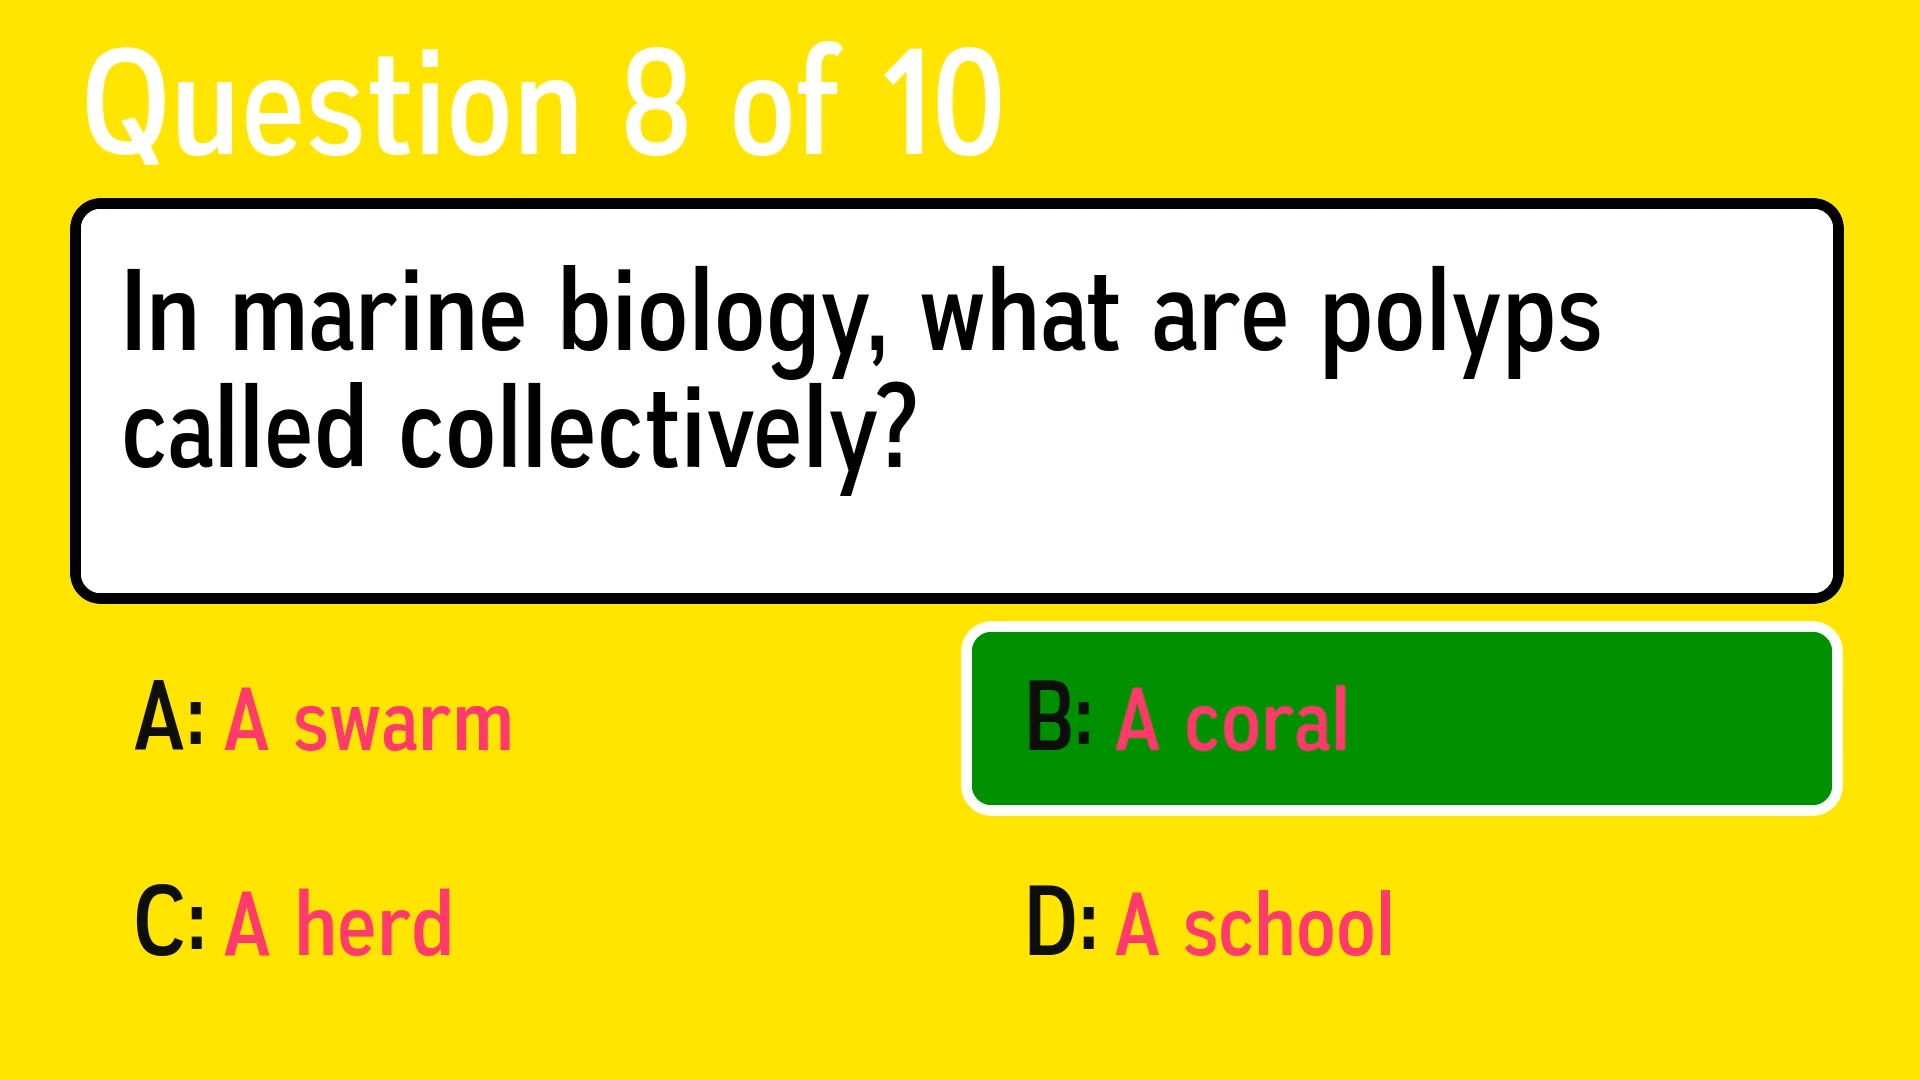 Question 8 of 10
In marine biology, what are polyps
called collectively?
A: A swarm
B: A coral
C: A herd
D: A school